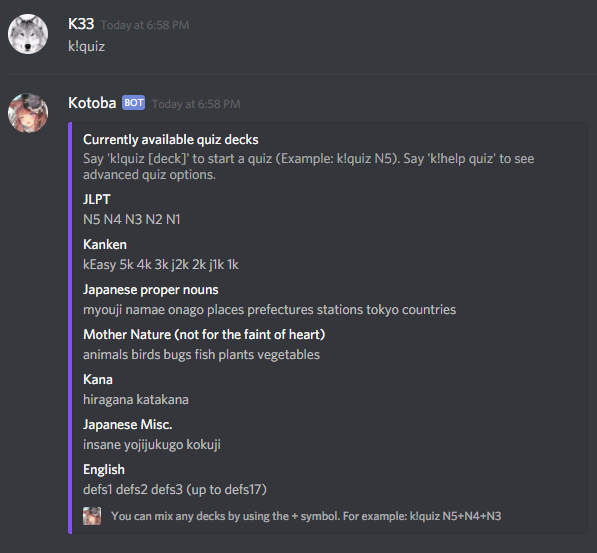 K33 Today at 6:58 PM
k!quiz
Kotoba BOT Today at 6:58 PM
Currently available quiz decks
Say 'k!quiz [deck]' to start a quiz (Example: k!quiz N5). Say 'k!help quiz' to see
advanced quiz options.
JLPT
N5 N4 N3 N2 N1
Kanken
kEasy 5k 4k 3k j2k 2k j1k 1k
Japanese proper nouns
myouji namae onago places prefectures stations tokyo countries
Mother Nature (not for the faint of heart)
animals birds bugs fish plants vegetables
Kana
hiragana katakana
Japanese Misc.
insane yojijukugo kokuji
English
defs1 defs2 defs3 (up to defs17)
You can mix any decks by using the + symbol. For example: k!quiz N5+N4+N3